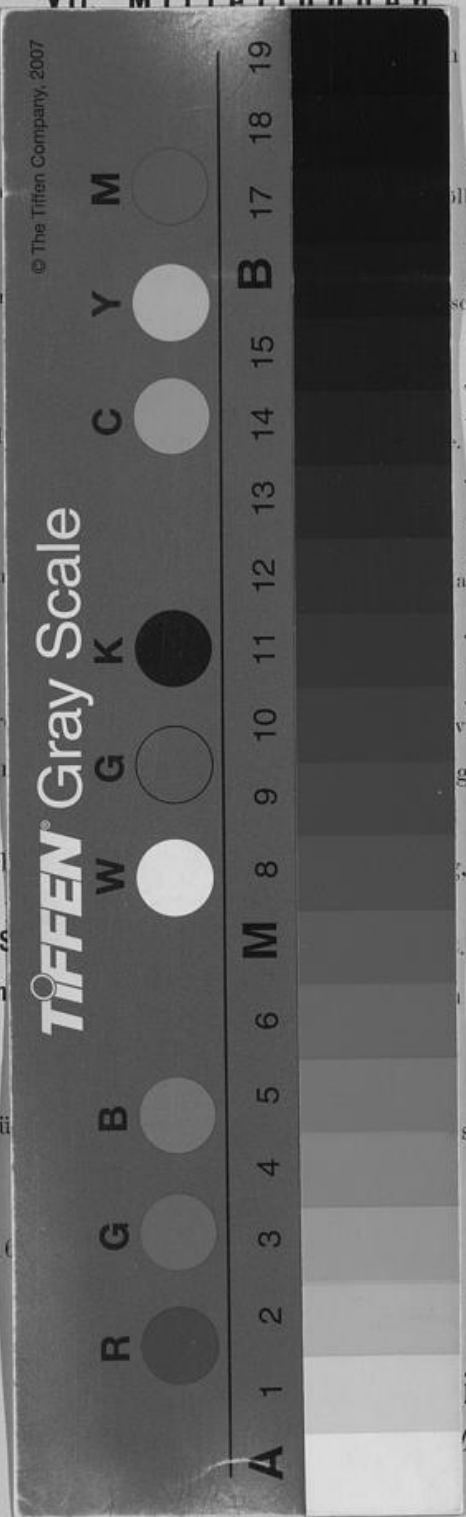 © The Tiffen Company, 2007
TIFFEN® Gray Scale
R G B W G K C Y M
A 1 2 3 4 5 6 M 8 9 10 11 12 13 14 15 B 17 18 19